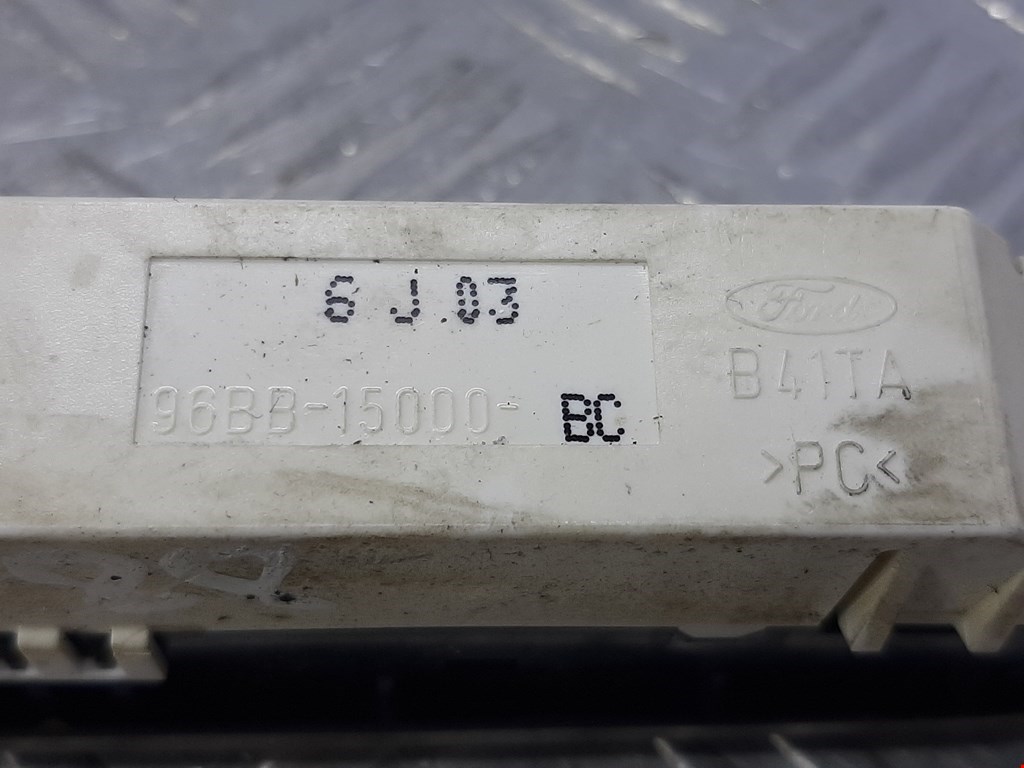 6 J 03
96BB-15000-BC
Ford
B41TA
>PC<